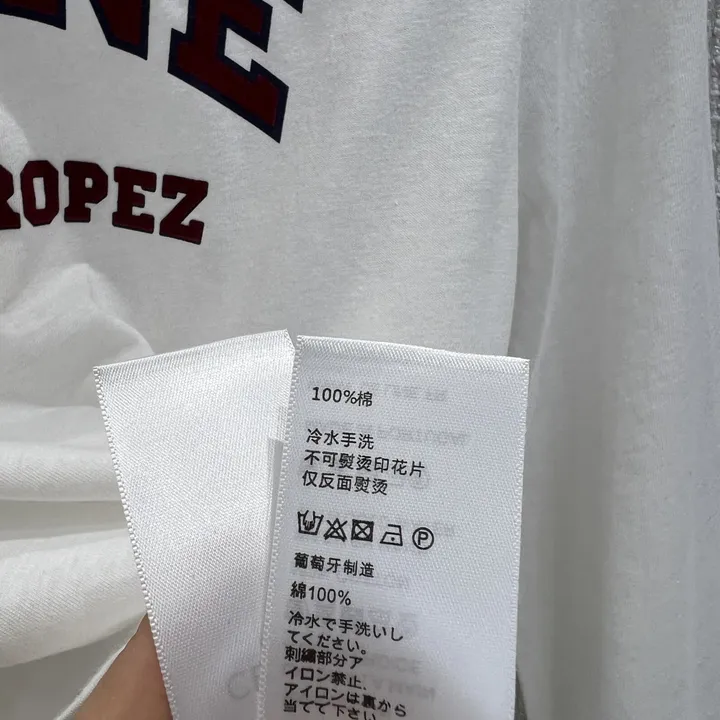 NE
ROPEZ
100%棉
冷水手洗
不可熨烫印花片
仅反面熨烫
P
葡萄牙制造
綿100%
冷水で手洗いし
てください。
刺繍部分ア
イロン禁止、
アイロンは裏から
当てて下さい